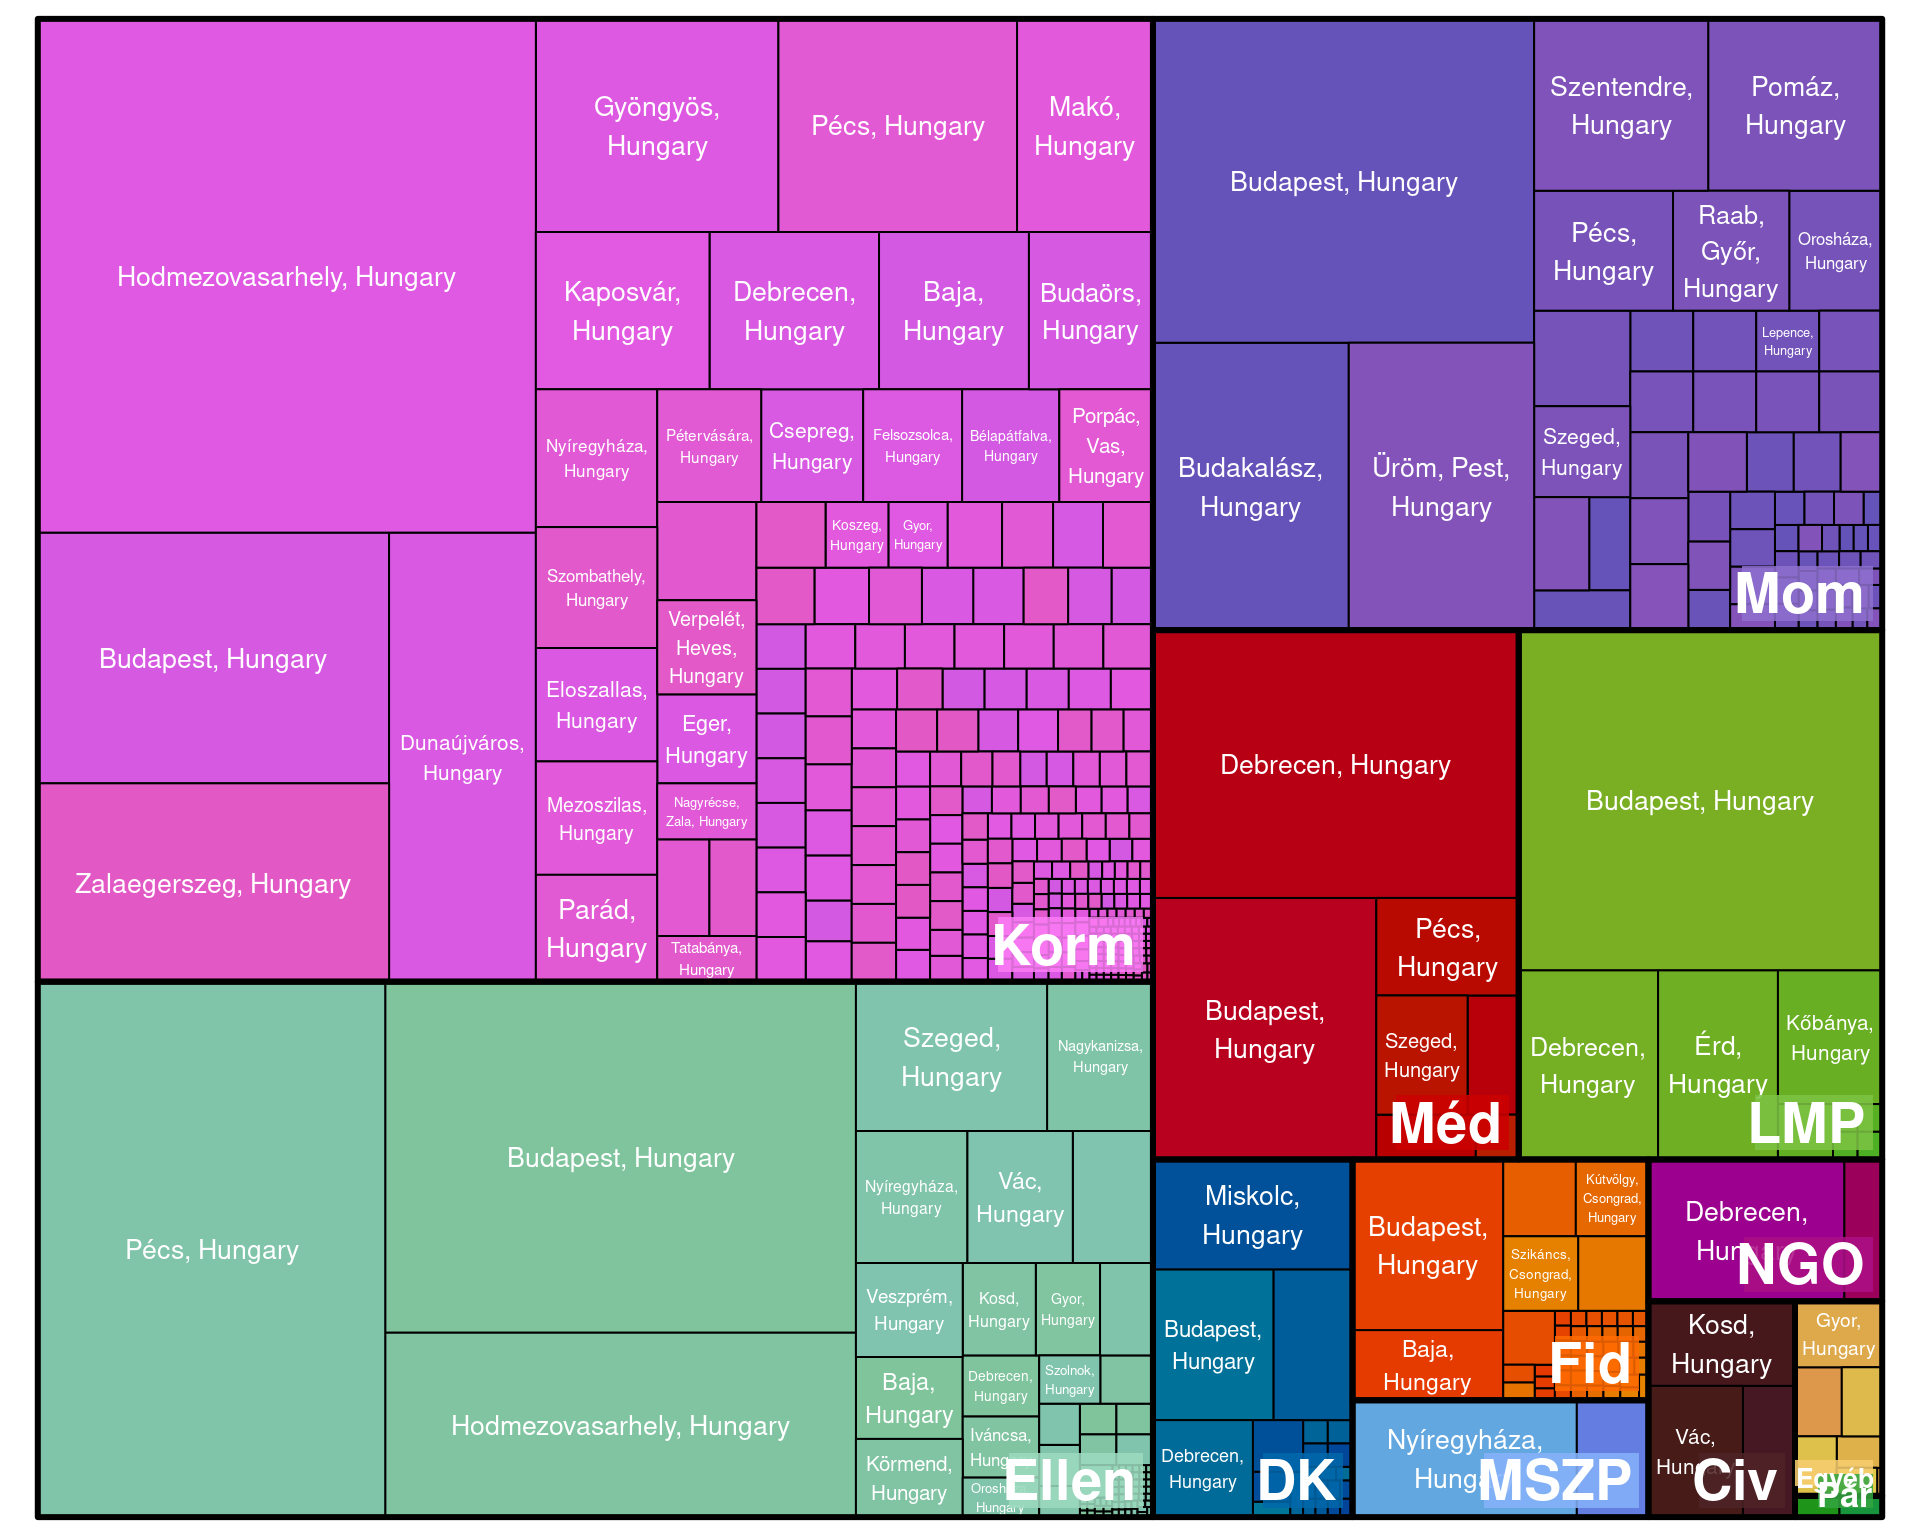 Hodmezovasarhely, Hungary
Budapest, Hungary
Zalaegerszeg, Hungary
Dunaújváros,
Hungary
Gyöngyös,
Hungary
Pécs, Hungary
Makó,
Hungary
Kaposvár,
Hungary
Debrecen,
Hungary
Baja,
Hungary
Budaörs,
Hungary
Nyíregyháza,
Hungary
Pétervására,
Hungary
Csepreg,
Hungary
Felsozsolca,
Hungary
Bélapátfalva,
Hungary
Porpác,
Vas,
Hungary
Szombathely,
Hungary
Koszeg,
Hungary
Gyor,
Hungary
Verpelét,
Heves,
Hungary
Eloszallas,
Hungary
Eger,
Hungary
Mezoszilas,
Hungary
Nagyrécse,
Zala, Hungary
Parád,
Hungary
Tatabánya,
Hungary
Korm
Budapest, Hungary
Szentendre,
Hungary
Pomáz,
Hungary
Pécs,
Hungary
Raab,
Győr,
Hungary
Orosháza,
Hungary
Lepence,
Hungary
Budakalász,
Hungary
Üröm, Pest,
Hungary
Szeged,
Hungary
Mom
Debrecen, Hungary
Budapest,
Hungary
Pécs,
Hungary
Szeged,
Hungary
Méd
Budapest, Hungary
Debrecen,
Hungary
Érd,
Hungary
Kőbánya,
Hungary
LMP
Pécs, Hungary
Budapest, Hungary
Hodmezovasarhely, Hungary
Szeged,
Hungary
Nagykanizsa,
Hungary
Nyíregyháza,
Hungary
Vác,
Hungary
Veszprém,
Hungary
Kosd,
Hungary
Gyor,
Hungary
Baja,
Hungary
Debrecen,
Hungary
Szolnok,
Hungary
Iváncsa,
Hungary
Körmend,
Hungary
Hungary
Ellen
Miskolc,
Hungary
Budapest,
Hungary
Debrecen,
Hungary
DK
Budapest,
Hungary
Kútvölgy,
Csongrad,
Hungary
Szikáncs,
Csongrad,
Hungary
Baja,
Hungary
Fid
Nyíregyháza,
Hungary
MSZP
Debrecen,
Hungary
NGO
Kosd,
Hungary
Vác,
Hungary
Civ
Gyor,
Hungary
Egyéb
Pár